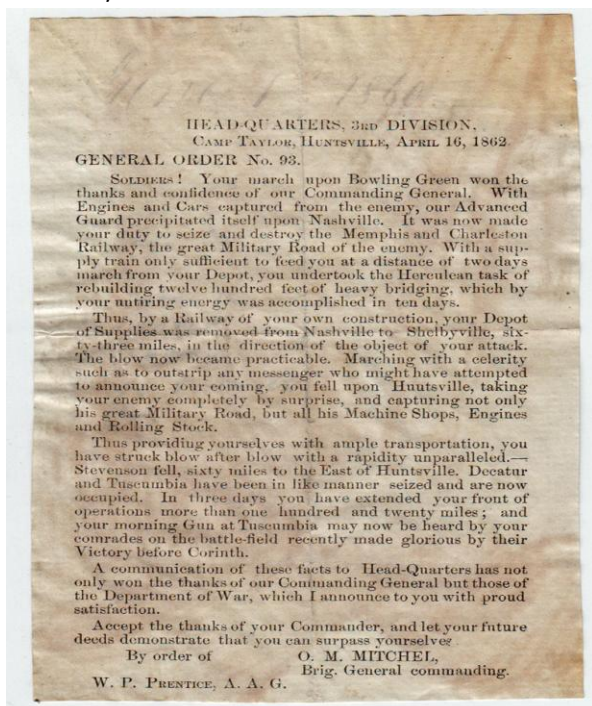 HEAD-QUARTERS, 3RD DIVISION,
CAMP TAYLOR, HUNTSVILLE, APRIL 16, 1862
GENERAL ORDER No. 93.
SOLDIERS! Your march upon Bowling Green won the
thanks and confidence of our Commanding General. With
Engines and Cars captured from the enemy, our Advanced
Guard precipitated itself upon Nashville. It was now made
your duty to seize and destroy the Memphis and Charleston
Railway, the great Military Road of the enemy. With a sup-
ply train only sufficient to feed you at a distance of two days
march from your Depot, you undertook the Herculean task of
rebuilding twelve hundred feet of heavy bridging, which by
your untiring energy was accomplished in ten days.
Thus, by a Railway of your own construction, your Depot
of Supplies was removed from Nashville to Shelbyville, six-
ty-three miles, in the direction of the object of your attack.
The blow now became practicable. Marching with a celerity
such as to outstrip any messenger who might have attempted
to announce your coming, you fell upon Huntsville, taking
your enemy completely by surprise, and capturing not only
his great Military Road, but all his Machine Shops, Engines
and Rolling Stock.
Thus providing yourselves with ample transportation, you
have struck blow after blow with a rapidity unparalleled.—
Stevenson fell, sixty miles to the East of Huntsville. Decatur
and Tuscumbia have been in like manner seized and are now
occupied. In three days you have extended your front of
operations more than one hundred and twenty miles; and
your morning Gun at Tuscumbia may now be heard by your
comrades on the battle-field recently made glorious by their
Victory before Corinth.
A communication of these facts to Head-Quarters has not
only won the thanks of our Commanding General but those of
the Department of War, which I announce to you with proud
satisfaction.
Accept the thanks of your Commander, and let your future
deeds demonstrate that you can surpass yourselves
By order of O. M. MITCHEL,
Brig. General commanding.
W. P. PRENTICE, A. A. G.